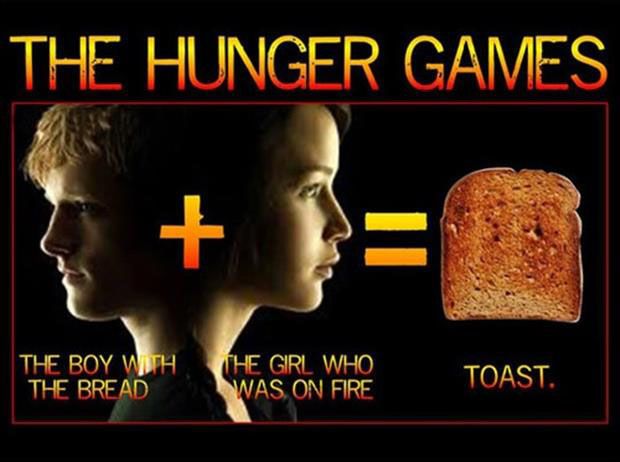 THE HUNGER GAMES
+
=
THE BOY WITH
THE BREAD
THE GIRL WHO
WAS ON FIRE
TOAST.